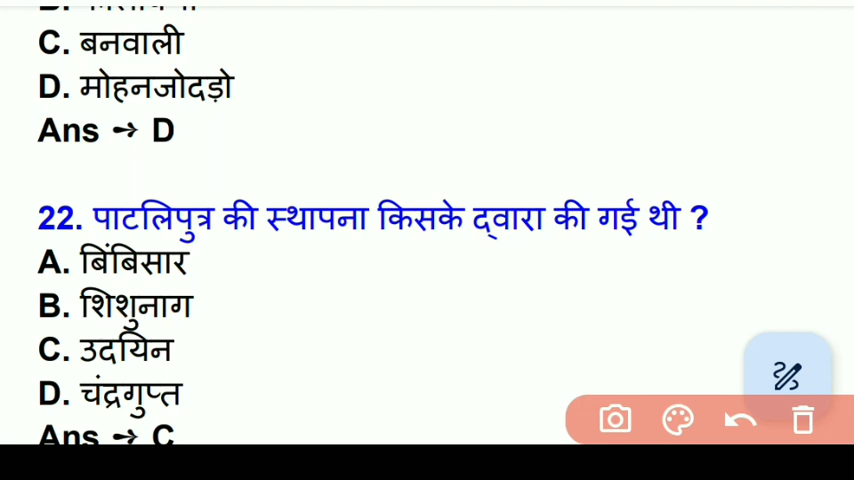 C. बनवाली
D. मोहनजोदड़ो
Ans ➙ D
22. पाटलिपुत्र की स्थापना किसके द्वारा की गई थी ?
A. बिंबिसार
B. शिशुनाग
C. उदयिन
D. चंद्रगुप्त
Ans ➙ C